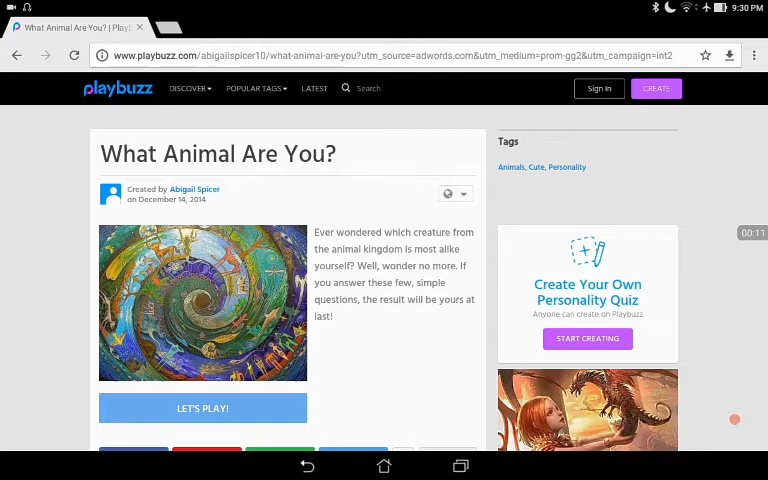 9:30 PM
What Animal Are You? | Play
www.playbuzz.com/abigailspicer10/what-animal-are-you?utm_source=adwords.com&utm_medium=prom-gg2&utm_campaign=int2
playbuzz DISCOVER POPULAR TAGS LATEST Search Sign In CREATE
What Animal Are You?
Created by Abigail Spicer
on December 14, 2014
Ever wondered which creature from
the animal kingdom is most alike
yourself? Well, wonder no more. If
you answer these few, simple
questions, the result will be yours at
last!
LET'S PLAY!
Tags
Animals, Cute, Personality
00:11
Create Your Own
Personality Quiz
Anyone can create on Playbuzz
START CREATING